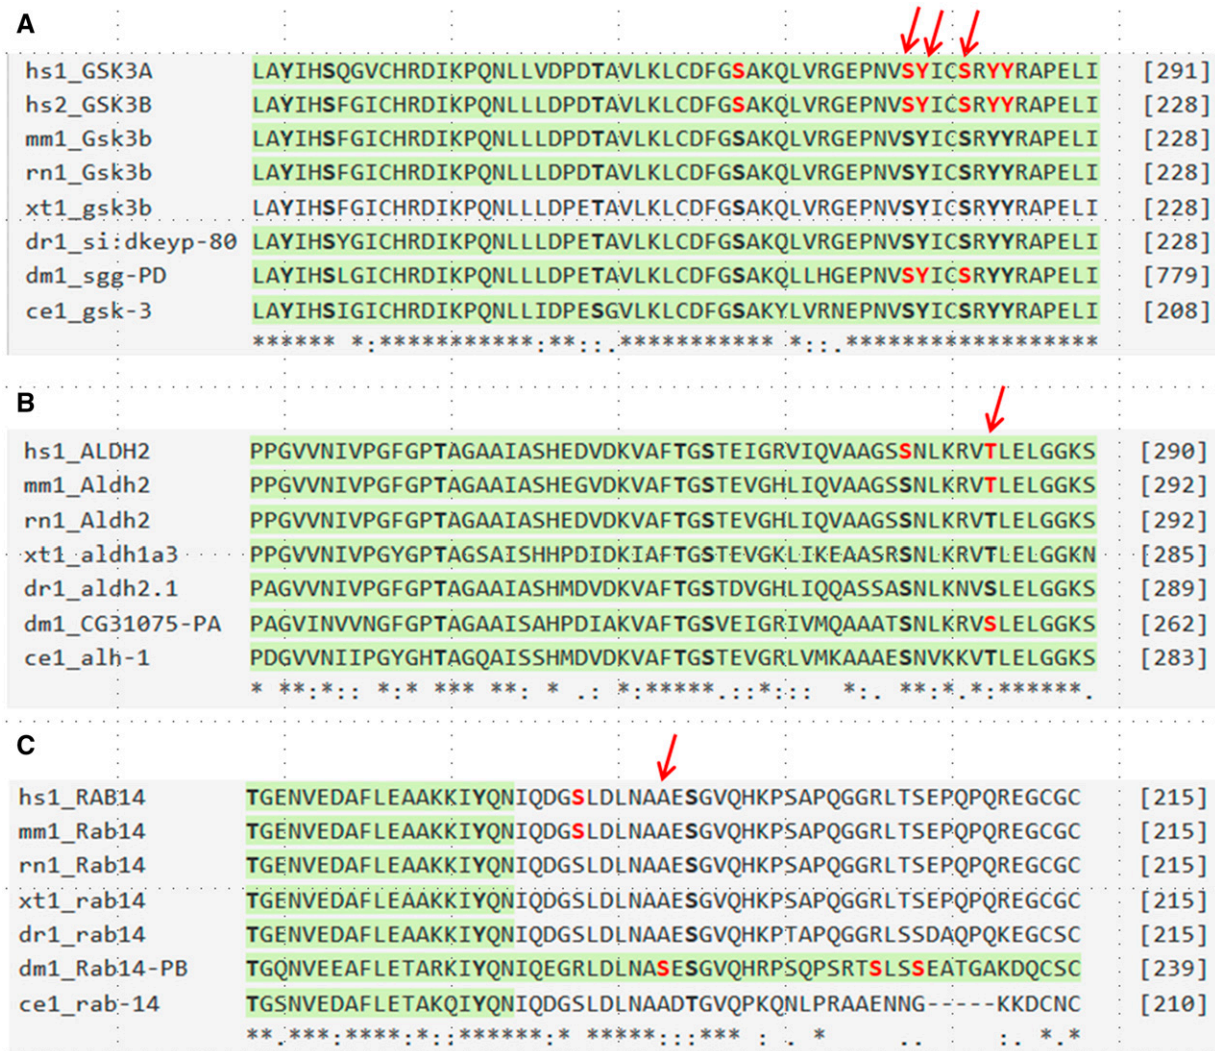 A
hs1_GSK3A LAYIHSQGVCHRDIKPQNLLVDPDTAVLKLCDFGSAKQLVRGEPNVSYICSRYYRAPELI [291]
hs2_GSK3B LAYIHSFGICHRDIKPQNLLLDPDTAVLKLCDFGSAKQLVRGEPNVSYICSRYYRAPELI [228]
mm1_Gsk3b LAYIHSFGICHRDIKPQNLLLDPDTAVLKLCDFGSAKQLVRGEPNVSYICSRYYRAPELI [228]
rn1_Gsk3b LAYIHSFGICHRDIKPQNLLLDPDTAVLKLCDFGSAKQLVRGEPNVSYICSRYYRAPELI [228]
xt1_gsk3b LAYIHSFGICHRDIKPQNLLLDPETAVLKLCDFGSAKQLVRGEPNVSYICSRYYRAPELI [228]
dr1_si:dkeyp-80 LAYIHSYGICHRDIKPQNLLLDPETAVLKLCDFGSAKQLVRGEPNVSYICSRYYRAPELI [228]
dm1_sgg-PD LAYIHSLGICHRDIKPQNLLLDPETAVLKLCDFGSAKQLLHGEPNVSYICSRYYRAPELI [779]
ce1_gsk-3 LAYIHSIGICHRDIKPQNLLIDPESGVLKLCDFGSAKYLVRNEPNVSYICSRYYRAPELI [208]
****** *:***********:**::.*********** *::.******************
B
hs1_ALDH2 PPGVVNIVPGFGPTAGAAIASHEDVDKVAFTGSTEIGRVIQVAAGSSNLKRVTLELGGKS [290]
mm1_Aldh2 PPGVVNIVPGFGPTAGAAIASHEGVDKVAFTGSTEVGHLIQVAAGSSNLKRVTLELGGKS [292]
rn1_Aldh2 PPGVVNIVPGFGPTAGAAIASHEDVDKVAFTGSTEVGHLIQVAAGSSNLKRVTLELGGKS [292]
xt1_aldh1a3 PPGVVNIVPGYGPTAGSAISHHPDIDKIAFTGSTEVGKLIKEAASRSNLKRVTLELGGKN [285]
dr1_aldh2.1 PAGVVNIVPGFGPTAGAAIASHMDVDKVAFTGSTDVGHLIQQASSASNLKNVSLELGGKS [289]
dm1_CG31075-PA PAGVINVVNGFGPTAGAAISAHPDIAKVAFTGSVEIGRIVMQAAATSNLKRVSLELGGKS [262]
ce1_alh-1 PDGVVNIIPGYGHTAGQAISSHMDVDKVAFTGSTEVGRLVMKAAAESNVKKVTLELGGKS [283]
* **:*:: *:* *** **: * .: *:*****.::*::: *:. **:*.*:******.
C
hs1_RAB14 TGENVEDAFLEAAKKIYQNIQDGSLDLNAAESGVQHKPSAPQGGRLTSEPQPQREGCGC [215]
mm1_Rab14 TGENVEDAFLEAAKKIYQNIQDGSLDLNAAESGVQHKPSAPQGGRLTSEPQPQREGCGC [215]
rn1_Rab14 TGENVEDAFLEAAKKIYQNIQDGSLDLNAAESGVQHKPSAPQGGRLTSEPQPQREGCGC [215]
xt1_rab14 TGENVEDAFLEAAKKIYQNIQDGSLDLNAAESGVQHKPSAPQGGRLTSEPQPQREGCGC [215]
dr1_rab14 TGENVEDAFLEAAKKIYQNIQDGSLDLNAAESGVQHKPTAPQGGRLSSDAQPQKEGCSC [215]
dm1_Rab14-PB TGQNVEEAFLETARKIYQNIQEGRLDLNASESGVQHRPSQPSRTSLSSEATGAKDQCSC [239]
ce1_rab-14 TGSNVEDAFLETAKQIYQNIQDGSLDLNAADTGVQPKQNLPRAAENNG-----KKDCNC [210]
**.***:****:*::******:* *****:::*** : . * .. :. *.*